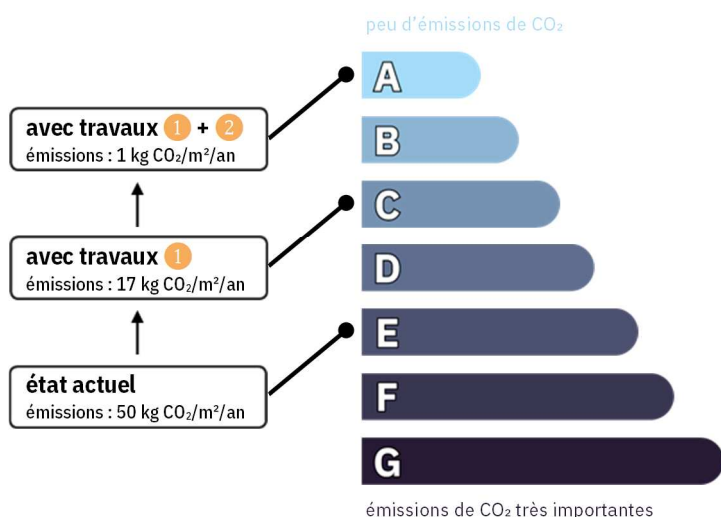 peu d’émissions de CO₂
A
avec travaux 1 + 2
émissions : 1 kg CO₂/m²/an
B
C
avec travaux 1
émissions : 17 kg CO₂/m²/an
D
E
état actuel
émissions : 50 kg CO₂/m²/an
F
G
émissions de CO₂ très importantes